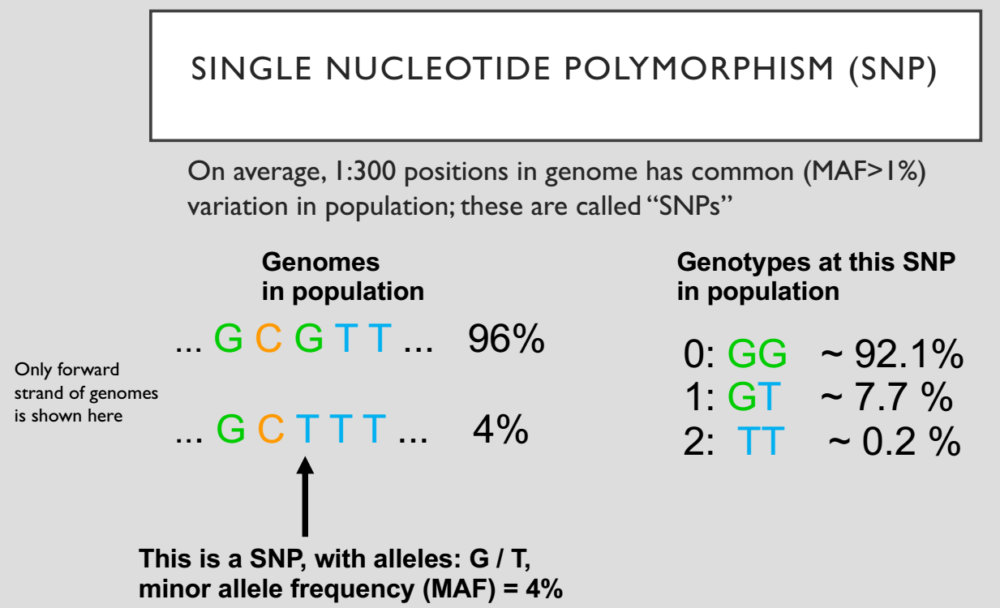 SINGLE NUCLEOTIDE POLYMORPHISM (SNP)
On average, 1:300 positions in genome has common (MAF>1%)
variation in population; these are called “SNPs”
Genomes
in population
... G C G T T ... 96%
Only forward
strand of genomes
is shown here
... G C T T T ... 4%
This is a SNP, with alleles: G / T,
minor allele frequency (MAF) = 4%
Genotypes at this SNP
in population
0: GG ~ 92.1%
1: GT ~ 7.7 %
2: TT ~ 0.2 %